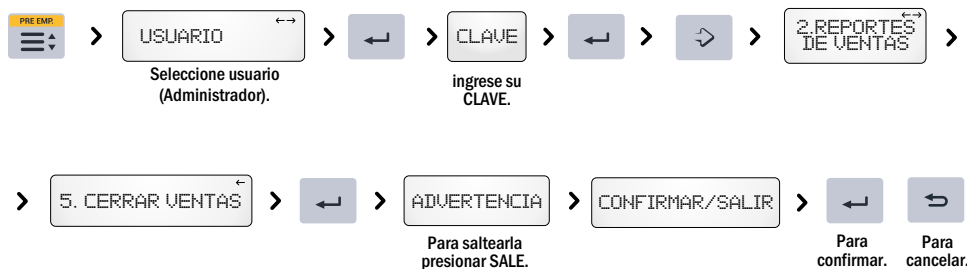 PRE EMP.
USUARIO
Seleccione usuario
(Administrador).
CLAVE
ingrese su
CLAVE.
2.REPORTES
DE VENTAS
5. CERRAR VENTAS
ADVERTENCIA
Para saltearla
presionar SALE.
CONFIRMAR/SALIR
Para
confirmar.
Para
cancelar.